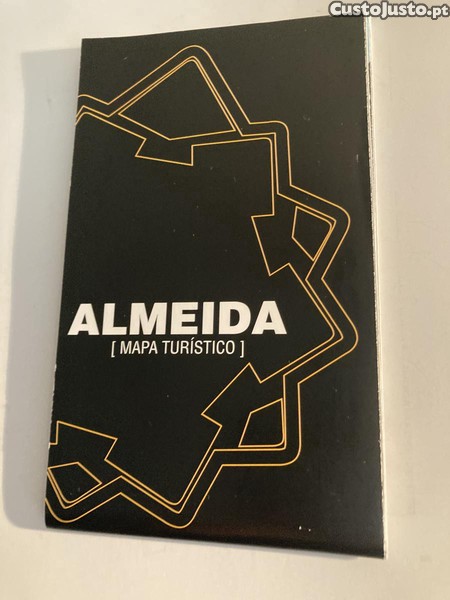 CustoJusto.pt
ALMEIDA
[ MAPA TURÍSTICO ]